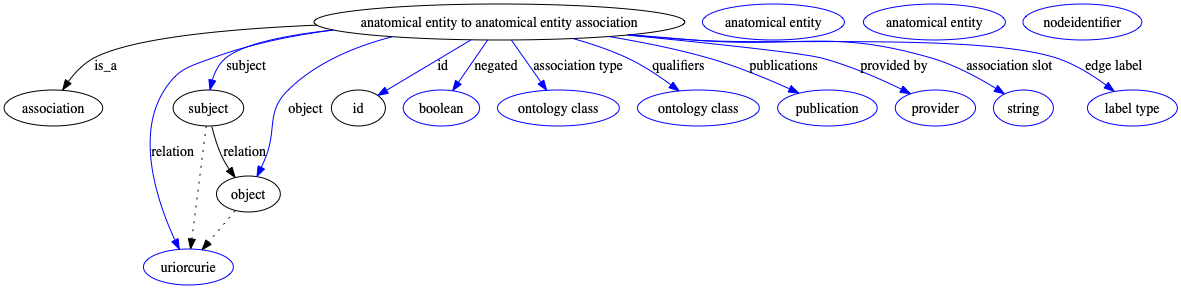 anatomical entity to anatomical entity association
anatomical entity
anatomical entity
nodeidentifier
is_a
subject
id
negated
association type
qualifiers
publications
provided by
association slot
edge label
association
subject
object
id
boolean
ontology class
ontology class
publication
provider
string
label type
relation
relation
object
uriorcurie